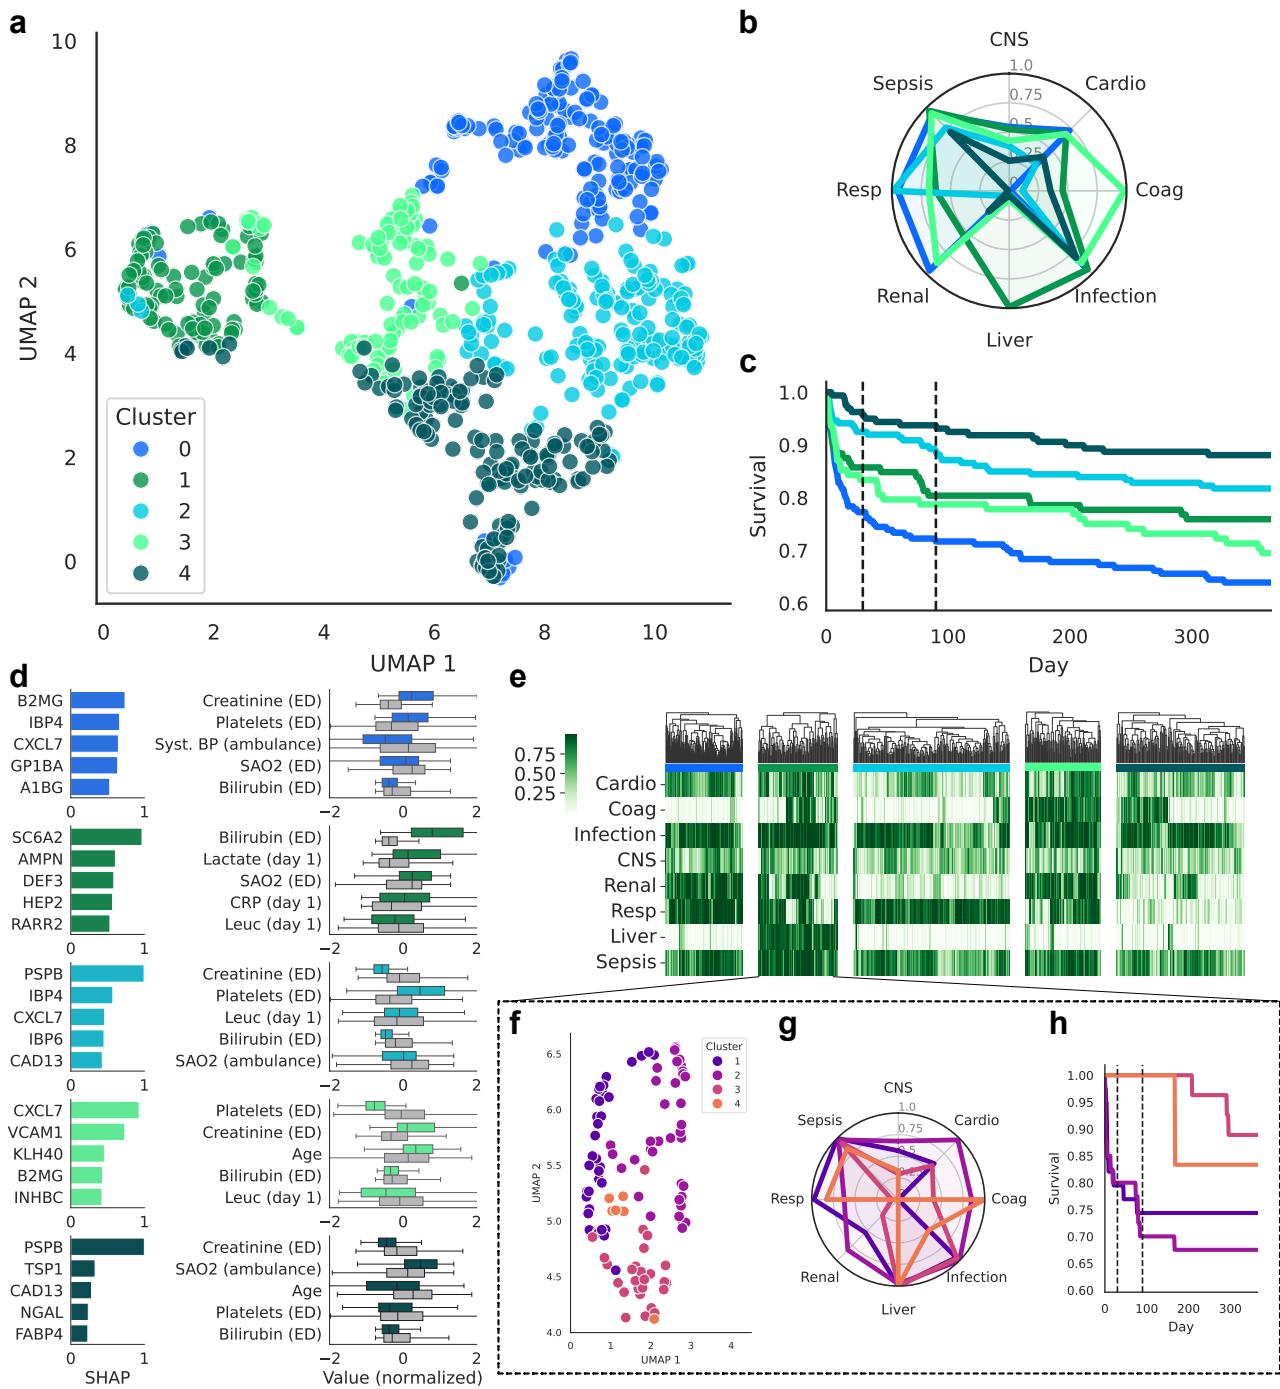 a
10
8
6
4
2
0
UMAP 2
0 2 4 6 8 10
UMAP 1
Cluster
0
1
2
3
4
b
CNS
Cardio
Coag
Infection
Liver
Renal
Resp
Sepsis
1.0
0.75
0.5
0.25
0
c
1.0
0.9
0.8
0.7
0.6
Survival
0 100 200 300
Day
d
B2MG
IBP4
CXCL7
GP1BA
A1BG
0 1
Creatinine (ED)
Platelets (ED)
Syst. BP (ambulance)
SAO2 (ED)
Bilirubin (ED)
−2 0 2
SC6A2
AMPN
DEF3
HEP2
RARR2
0 1
Bilirubin (ED)
Lactate (day 1)
SAO2 (ED)
CRP (day 1)
Leuc (day 1)
−2 0 2
PSPB
IBP4
CXCL7
IBP6
CAD13
0 1
Creatinine (ED)
Platelets (ED)
Leuc (day 1)
Bilirubin (ED)
SAO2 (ambulance)
−2 0 2
CXCL7
VCAM1
KLH40
B2MG
INHBC
0 1
Platelets (ED)
Creatinine (ED)
Age
Bilirubin (ED)
Leuc (day 1)
−2 0 2
PSPB
TSP1
CAD13
NGAL
FABP4
0 1
SHAP
Creatinine (ED)
SAO2 (ambulance)
Age
Platelets (ED)
Bilirubin (ED)
−2 0 2
Value (normalized)
e
0.75
0.50
0.25
Cardio
Coag
Infection
CNS
Renal
Resp
Liver
Sepsis
f
6.5
6.0
5.5
5.0
4.5
4.0
UMAP 2
0 1 2 3 4
UMAP 1
Cluster
1
2
3
4
g
CNS
Cardio
Coag
Infection
Liver
Renal
Resp
Sepsis
1.0
0.75
h
1.00
0.95
0.90
0.85
0.80
0.75
0.70
0.65
0.60
Survival
0 100 200 300
Day